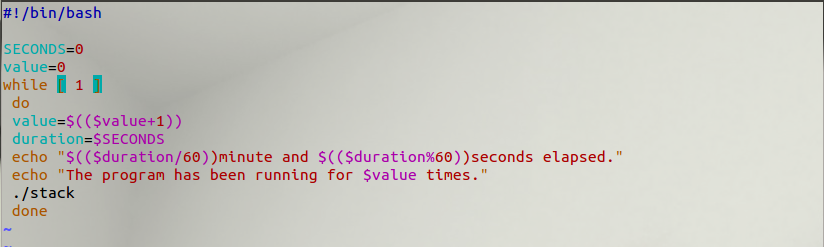 #!/bin/bash
SECONDS=0
value=0
while [ 1 ]
do
value=$(($value+1))
duration=$SECONDS
echo "$(($duration/60))minute and $(($duration%60))seconds elapsed."
echo "The program has been running for $value times."
./stack
done
~
~